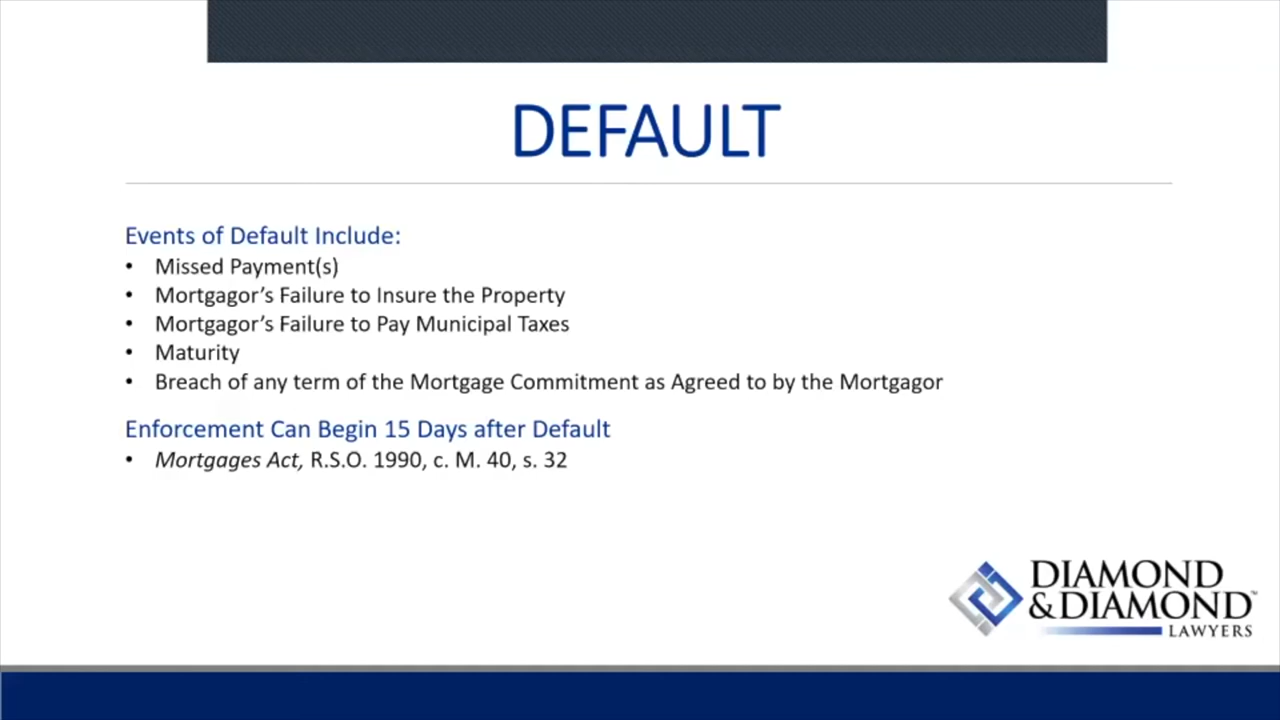 DEFAULT
Events of Default Include:
• Missed Payment(s)
• Mortgagor’s Failure to Insure the Property
• Mortgagor’s Failure to Pay Municipal Taxes
• Maturity
• Breach of any term of the Mortgage Commitment as Agreed to by the Mortgagor
Enforcement Can Begin 15 Days after Default
• Mortgages Act, R.S.O. 1990, c. M. 40, s. 32
DIAMOND
&DIAMOND™
LAWYERS